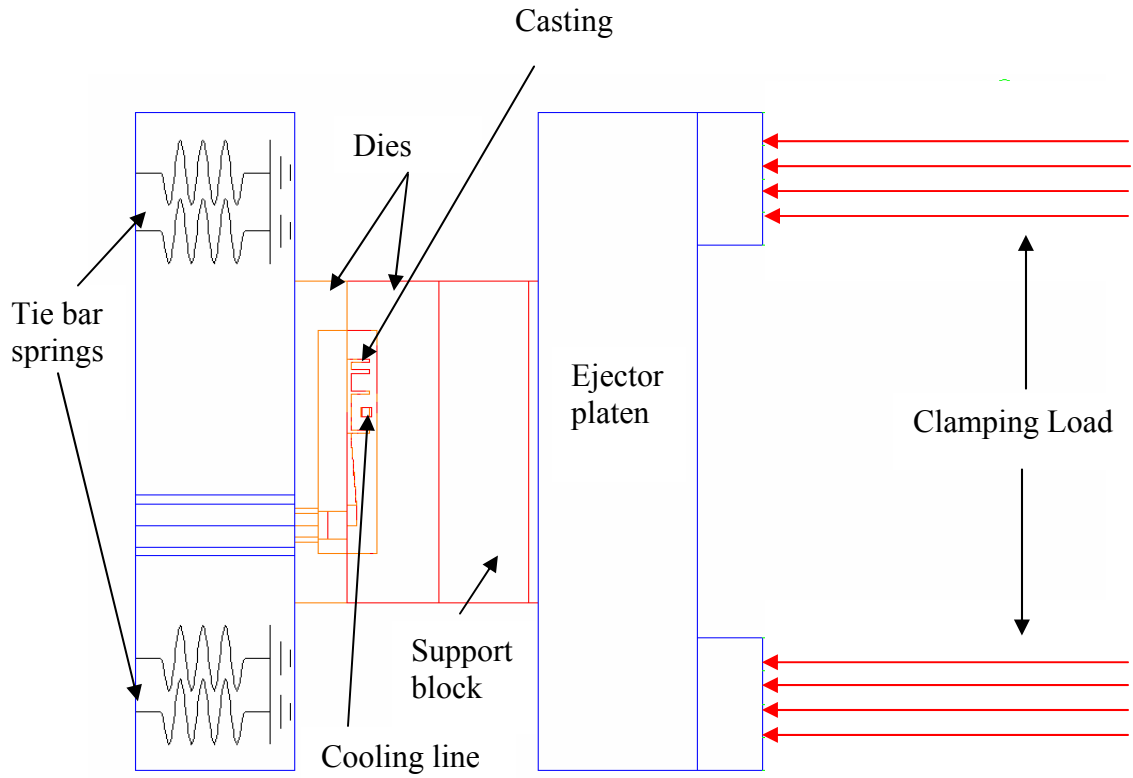 Casting
Dies
Tie bar
springs
Ejector
platen
Clamping Load
Support
block
Cooling line